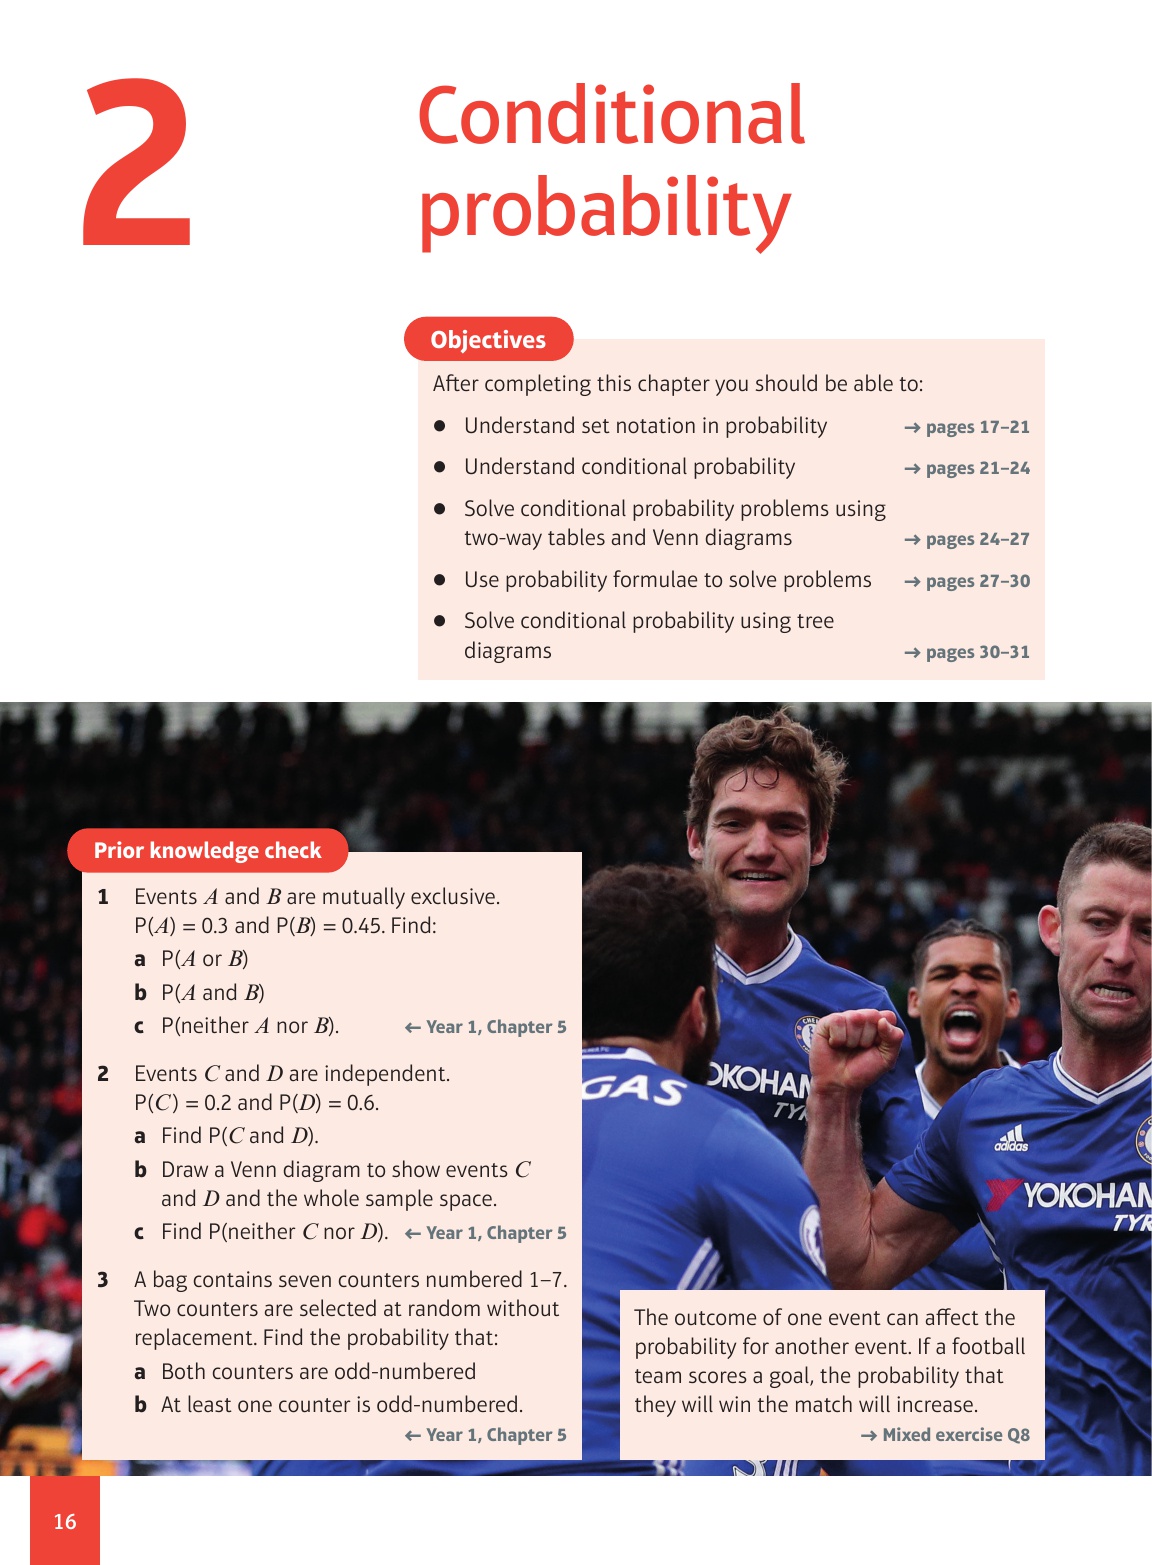 2
Conditional
probability
Objectives
After completing this chapter you should be able to:
● Understand set notation in probability → pages 17–21
● Understand conditional probability → pages 21–24
● Solve conditional probability problems using
two-way tables and Venn diagrams → pages 24–27
● Use probability formulae to solve problems → pages 27–30
● Solve conditional probability using tree
diagrams → pages 30–31
Prior knowledge check
1 Events A and B are mutually exclusive.
P(A) = 0.3 and P(B) = 0.45. Find:
a P(A or B)
b P(A and B)
c P(neither A nor B). ← Year 1, Chapter 5
2 Events C and D are independent.
P(C) = 0.2 and P(D) = 0.6.
a Find P(C and D).
b Draw a Venn diagram to show events C
and D and the whole sample space.
c Find P(neither C nor D). ← Year 1, Chapter 5
3 A bag contains seven counters numbered 1–7.
Two counters are selected at random without
replacement. Find the probability that:
a Both counters are odd-numbered
b At least one counter is odd-numbered.
← Year 1, Chapter 5
GAS
OKOHAM
TYR
adidas
YOKOHAM
TYR
The outcome of one event can affect the
probability for another event. If a football
team scores a goal, the probability that
they will win the match will increase.
→ Mixed exercise Q8
16